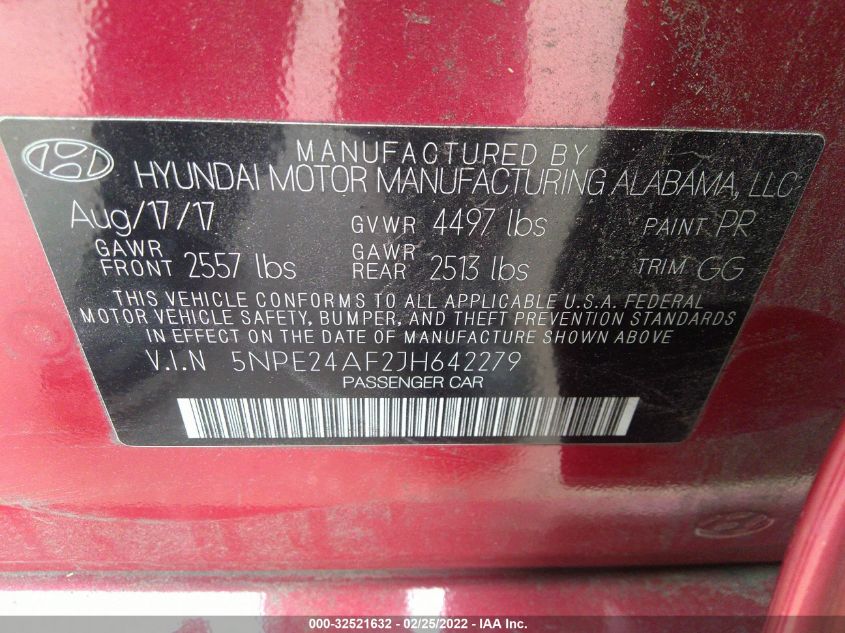 MANUFACTURED BY
HYUNDAI MOTOR MANUFACTURING ALABAMA, LLC
Aug/17/17 GVWR 4497 lbs PAINT PR
GAWR FRONT 2557 lbs GAWR REAR 2513 lbs TRIM GG
THIS VEHICLE CONFORMS TO ALL APPLICABLE U.S.A. FEDERAL
MOTOR VEHICLE SAFETY, BUMPER, AND THEFT PREVENTION STANDARDS
IN EFFECT ON THE DATE OF MANUFACTURE SHOWN ABOVE
V.I.N 5NPE24AF2JH642279
PASSENGER CAR
000-32521632 - 02/25/2022 - IAA Inc.